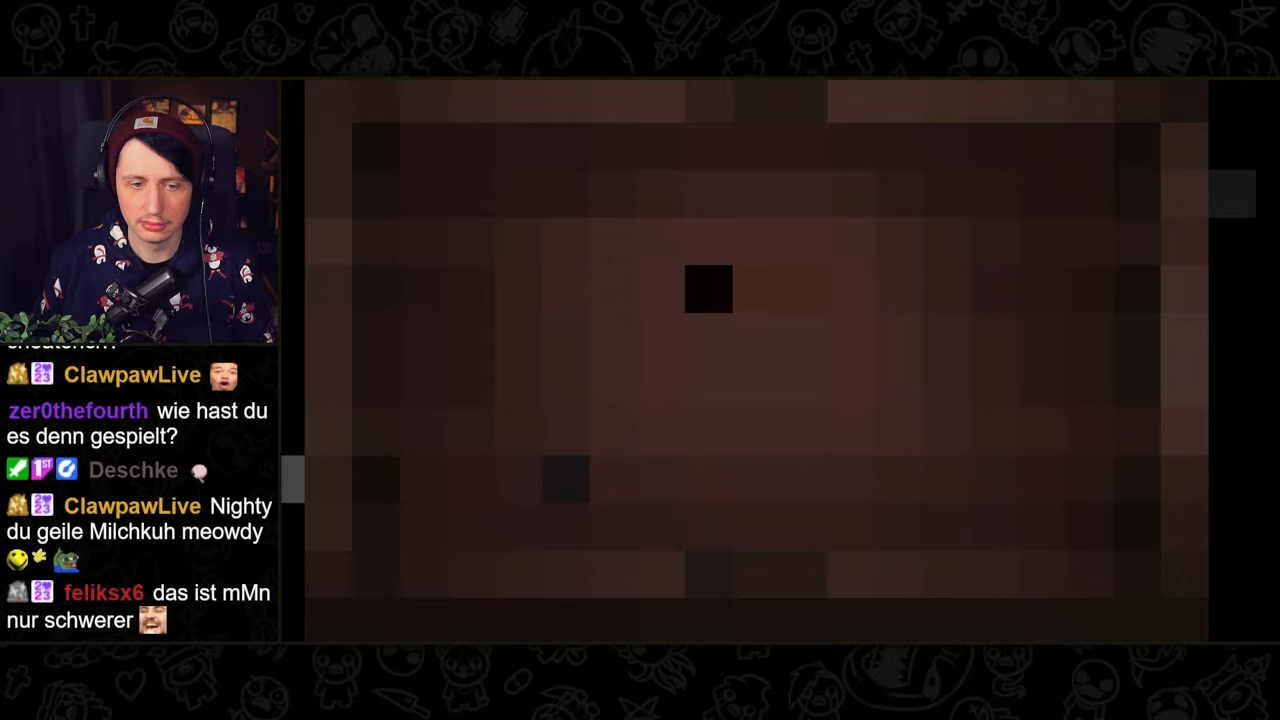 ClawpawLive
zer0thefourth wie hast du
es denn gespielt?
Deschke
ClawpawLive Nighty
du geile Milchkuh meowdy
feliksx6 das ist mMn
nur schwerer